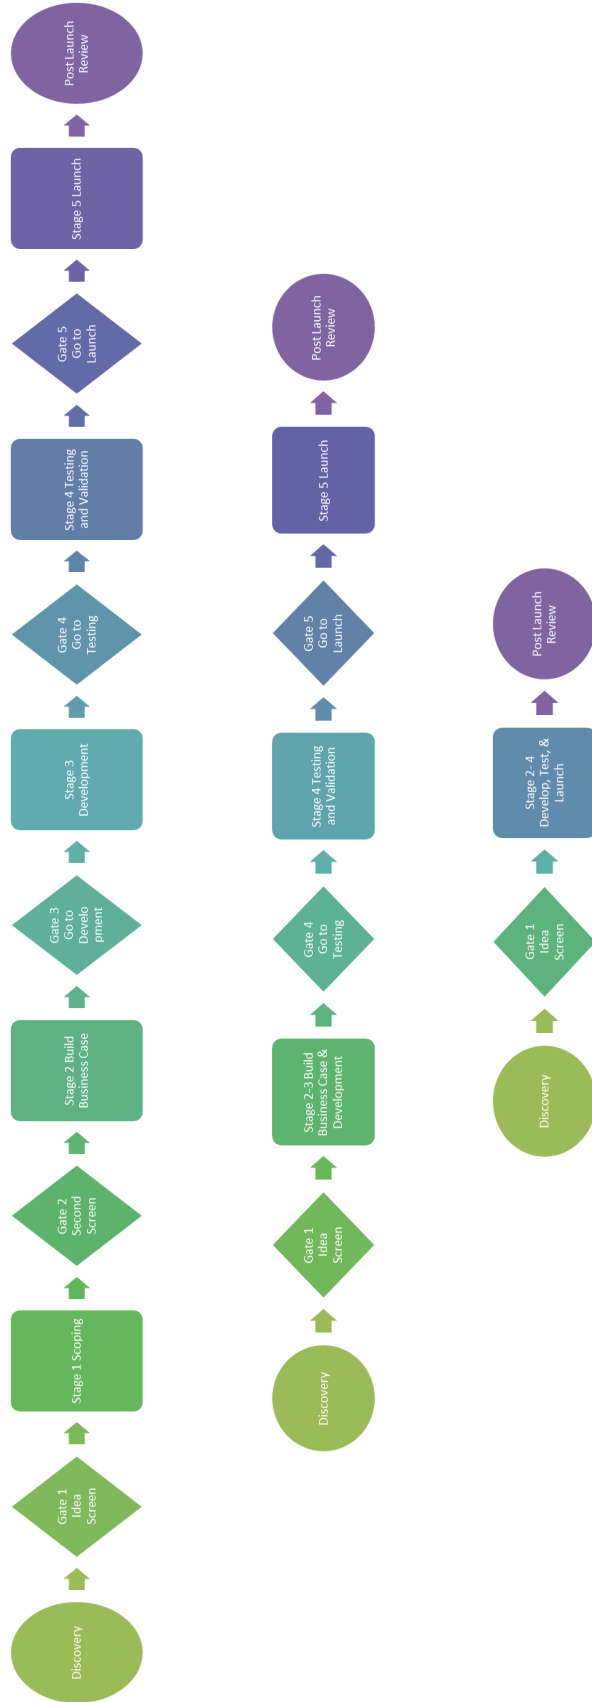 Discovery
Gate 1
Idea
Screen
Stage 1 Scoping
Gate 2
Second
Screen
Stage 2 Build
Business Case
Gate 3
Go to
Develo
pment
Stage 3
Development
Gate 4
Go to
Testing
Stage 4 Testing
and Validation
Gate 5
Go to
Launch
Stage 5 Launch
Post Launch
Review
Discovery
Gate 1
Idea
Screen
Stage 2-3 Build
Business Case &
Development
Gate 4
Go to
Testing
Stage 4 Testing
and Validation
Gate 5
Go to
Launch
Stage 5 Launch
Post Launch
Review
Discovery
Gate 1
Idea
Screen
Stage 2- 4
Develop, Test, &
Launch
Post Launch
Review